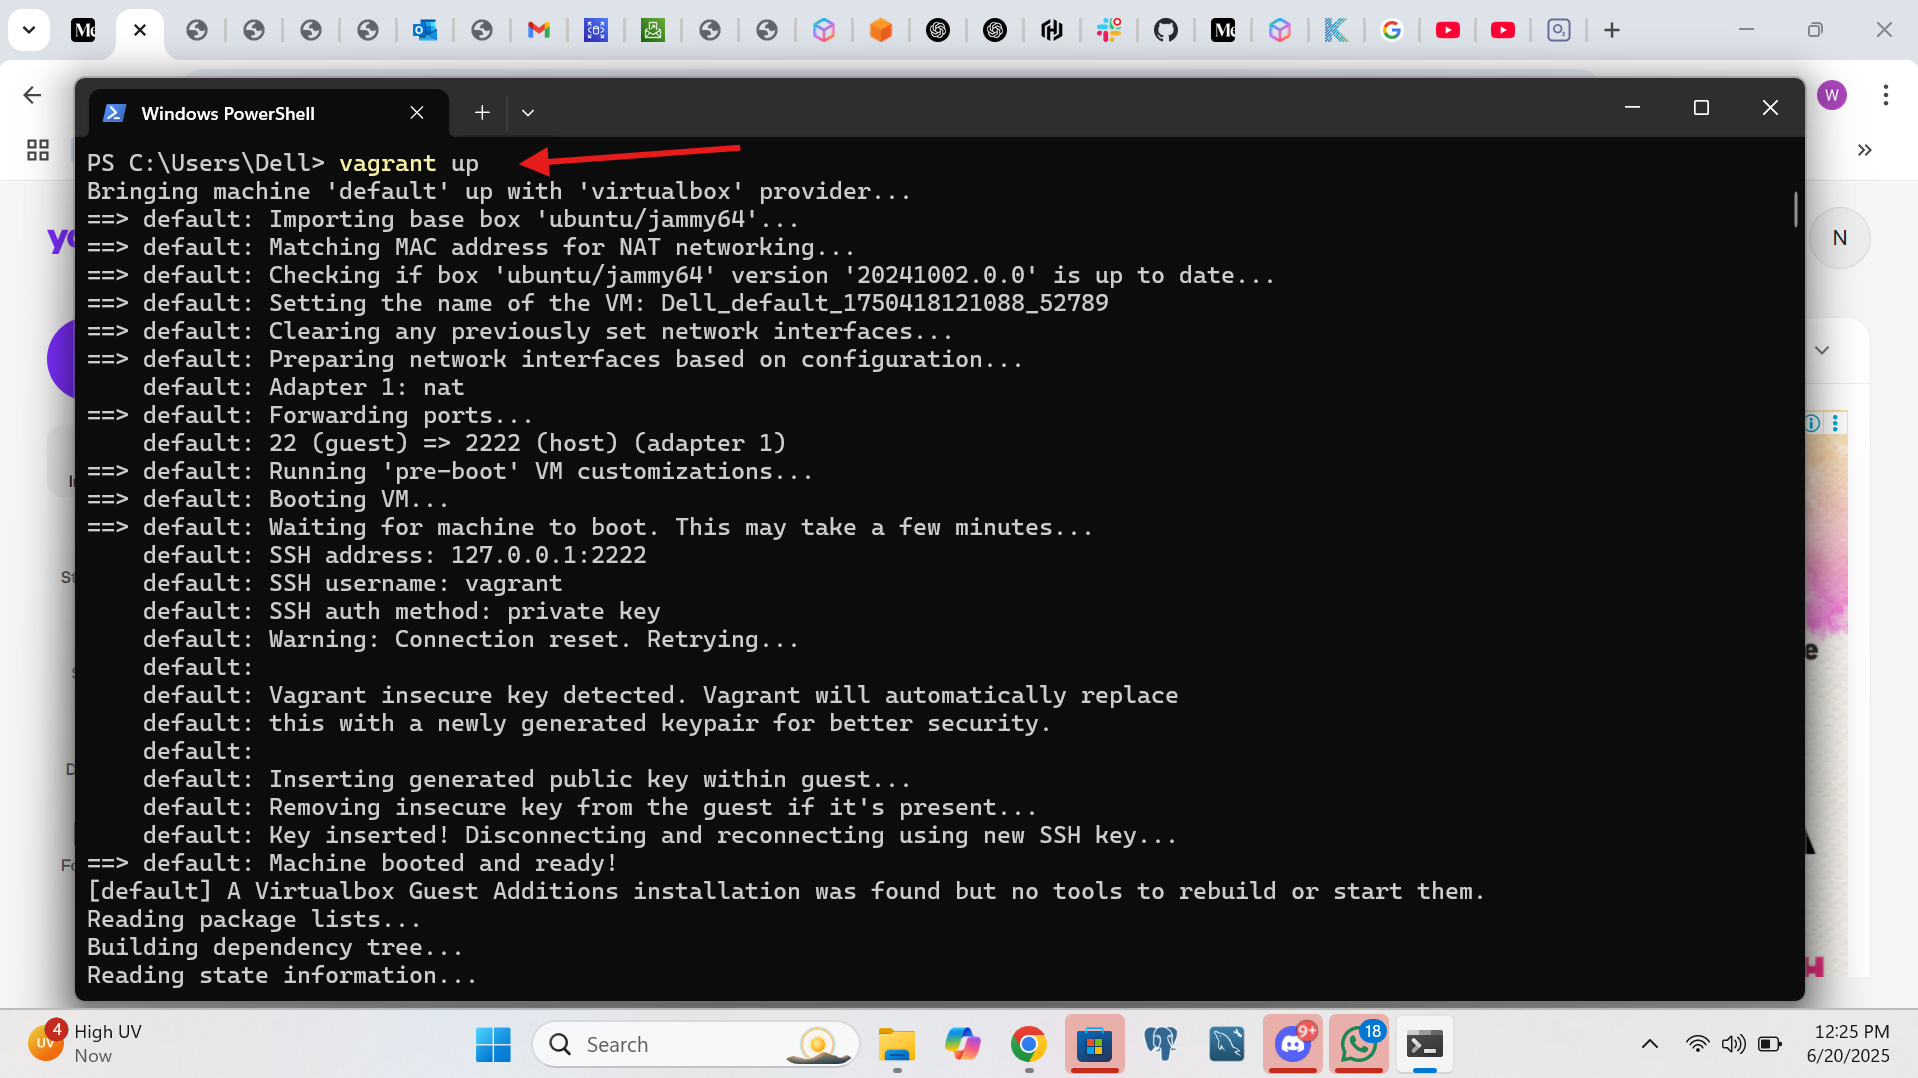 Windows PowerShell
W
PS C:\Users\Dell> vagrant up
Bringing machine 'default' up with 'virtualbox' provider...
==> default: Importing base box 'ubuntu/jammy64'...
==> default: Matching MAC address for NAT networking...
==> default: Checking if box 'ubuntu/jammy64' version '20241002.0.0' is up to date...
==> default: Setting the name of the VM: Dell_default_1750418121088_52789
==> default: Clearing any previously set network interfaces...
==> default: Preparing network interfaces based on configuration...
default: Adapter 1: nat
==> default: Forwarding ports...
default: 22 (guest) => 2222 (host) (adapter 1)
==> default: Running 'pre-boot' VM customizations...
==> default: Booting VM...
==> default: Waiting for machine to boot. This may take a few minutes...
default: SSH address: 127.0.0.1:2222
default: SSH username: vagrant
default: SSH auth method: private key
default: Warning: Connection reset. Retrying...
default:
default: Vagrant insecure key detected. Vagrant will automatically replace
default: this with a newly generated keypair for better security.
default:
default: Inserting generated public key within guest...
default: Removing insecure key from the guest if it's present...
default: Key inserted! Disconnecting and reconnecting using new SSH key...
==> default: Machine booted and ready!
[default] A Virtualbox Guest Additions installation was found but no tools to rebuild or start them.
Reading package lists...
Building dependency tree...
Reading state information...
N
UV 4
High UV
Now
Search
9+
18
12:25 PM
6/20/2025